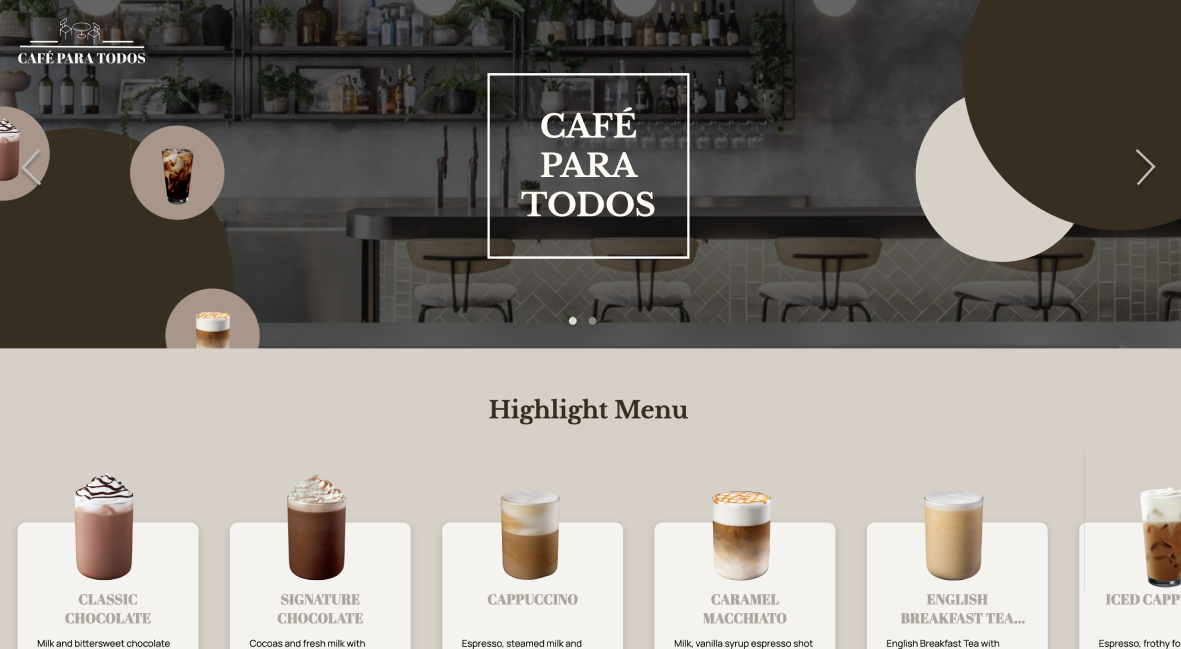 CAFÉ PARA TODOS
CAFÉ
PARA
TODOS
Highlight Menu
CLASSIC
CHOCOLATE
Milk and bittersweet chocolate
SIGNATURE
CHOCOLATE
Cocoas and fresh milk with
CAPPUCCINO
Espresso, steamed milk and
CARAMEL
MACCHIATO
Milk, vanilla syrup espresso shot
ENGLISH
BREAKFAST TEA...
English Breakfast Tea with
ICED CAPP
Espresso, frothy fo